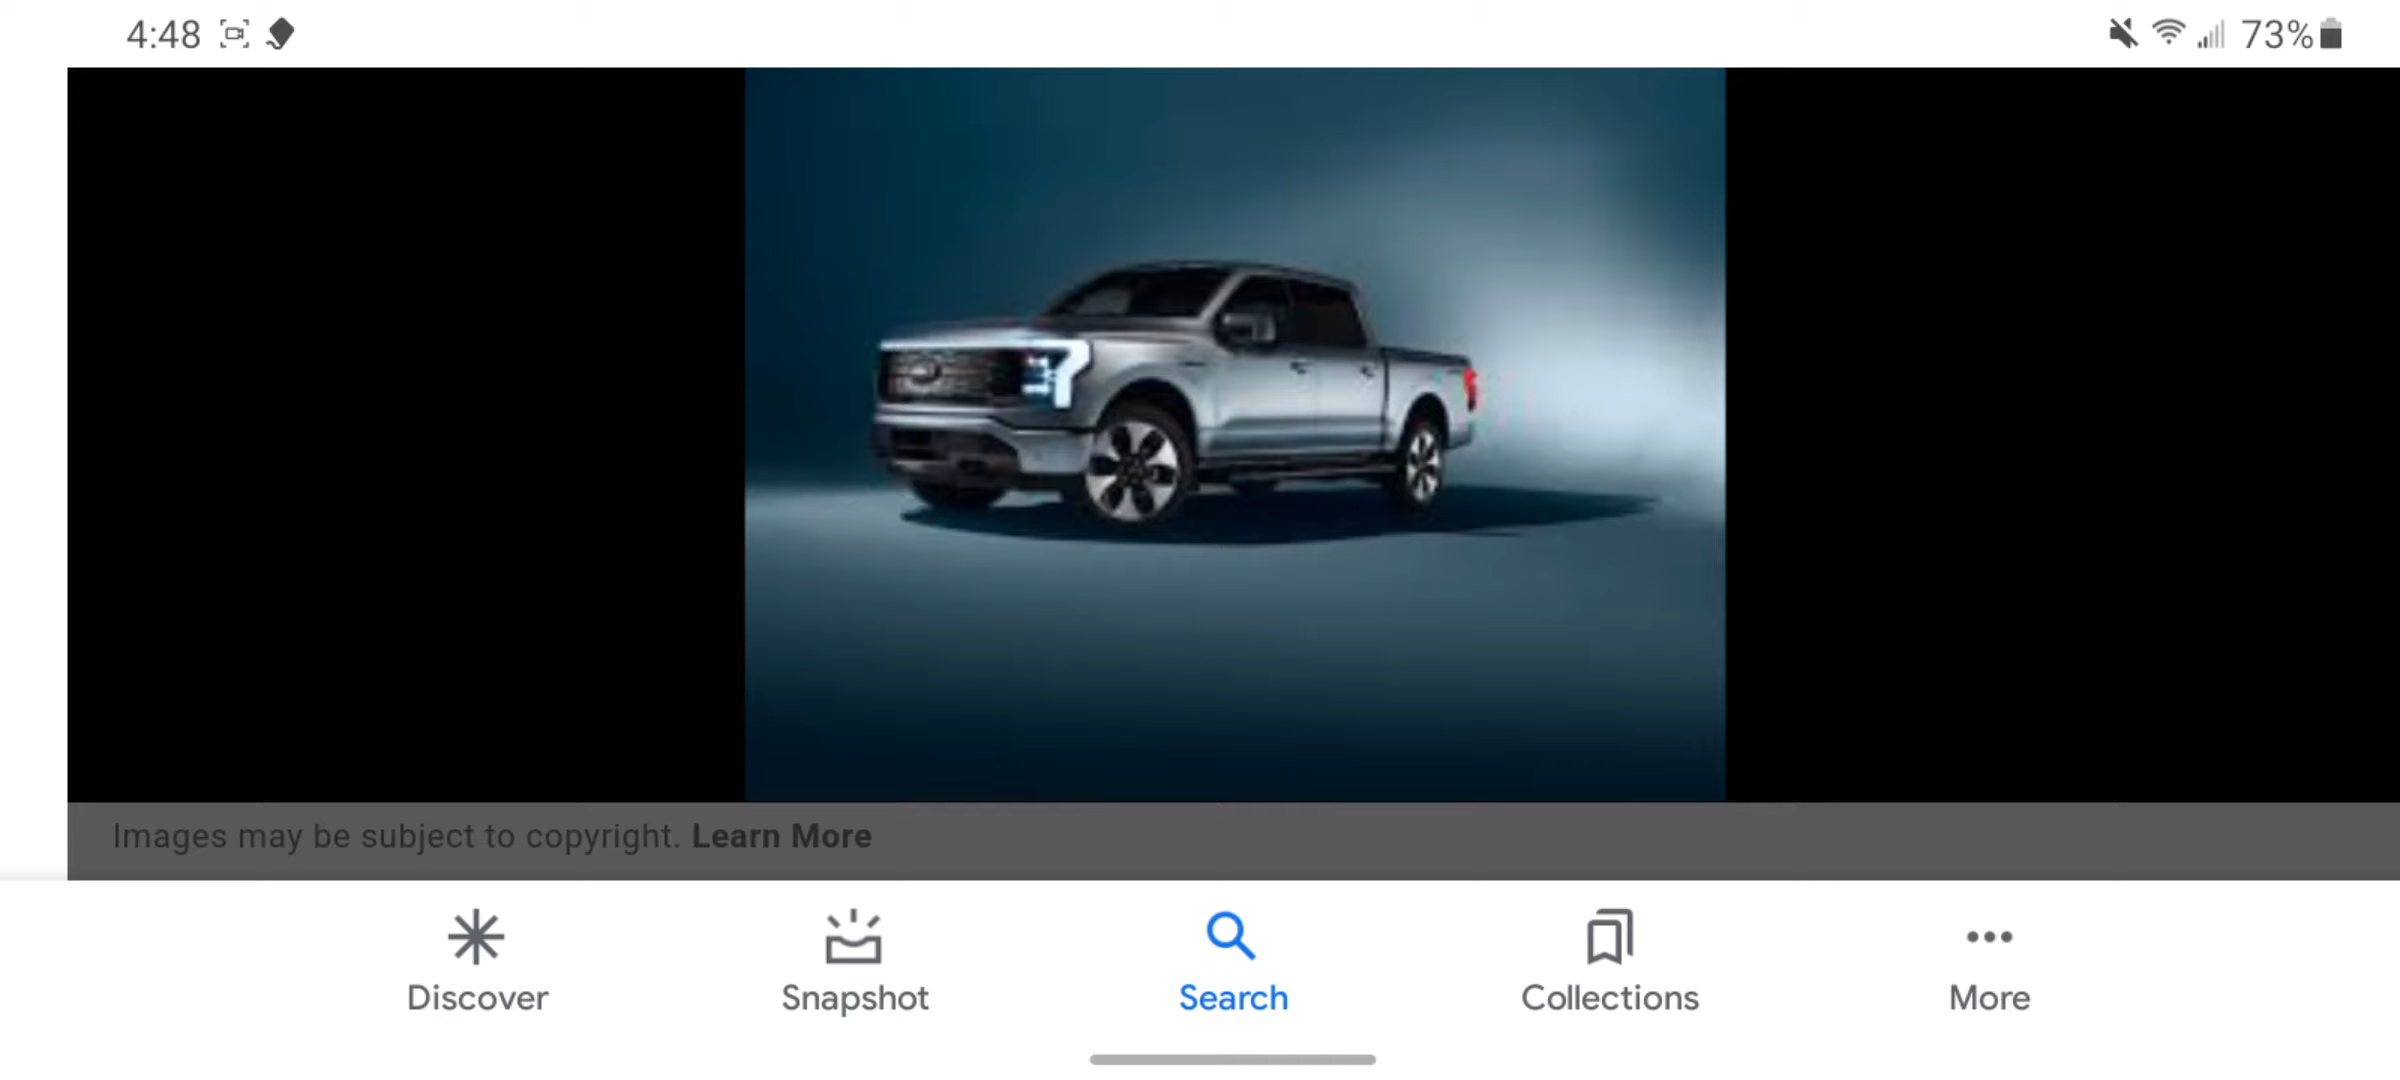 4:48 73%
Images may be subject to copyright. Learn More
Discover Snapshot Search Collections More